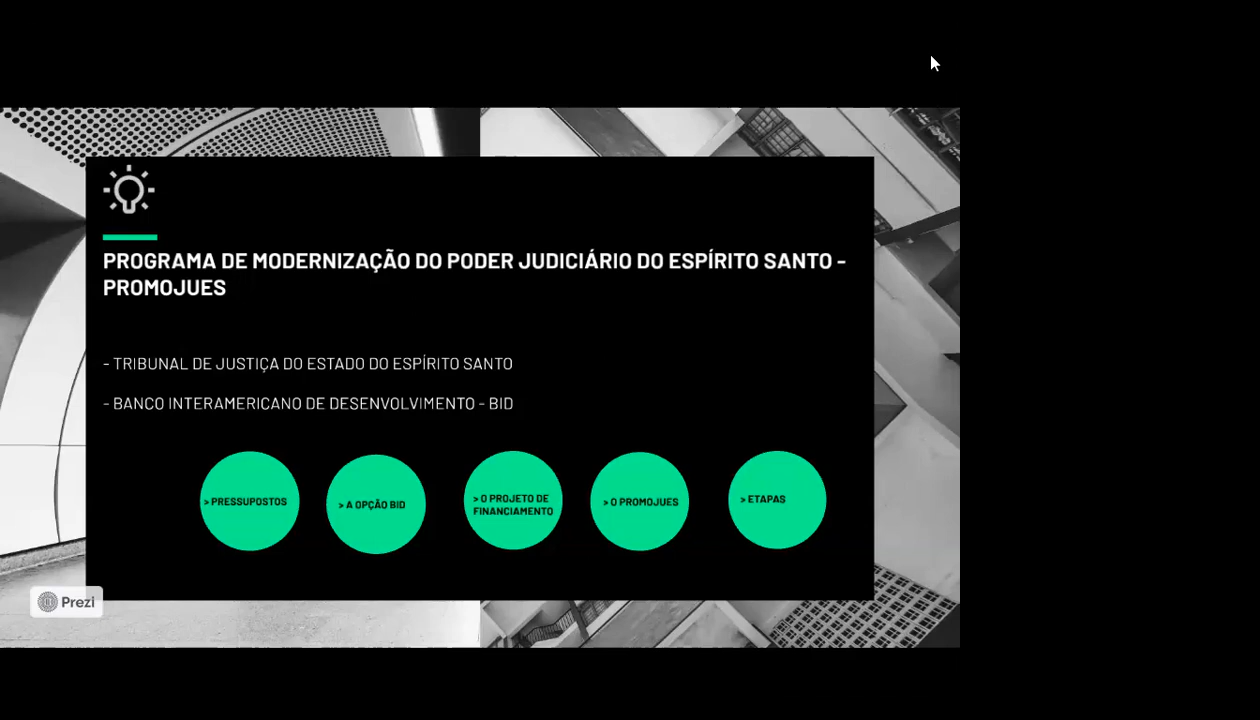 PROGRAMA DE MODERNIZAÇÃO DO PODER JUDICIÁRIO DO ESPÍRITO SANTO -
PROMOJUES
- TRIBUNAL DE JUSTIÇA DO ESTADO DO ESPÍRITO SANTO
- BANCO INTERAMERICANO DE DESENVOLVIMENTO - BID
> PRESSUPOSTOS
> A OPÇÃO BID
> O PROJETO DE
FINANCIAMENTO
> O PROMOJUES
> ETAPAS
Prezi